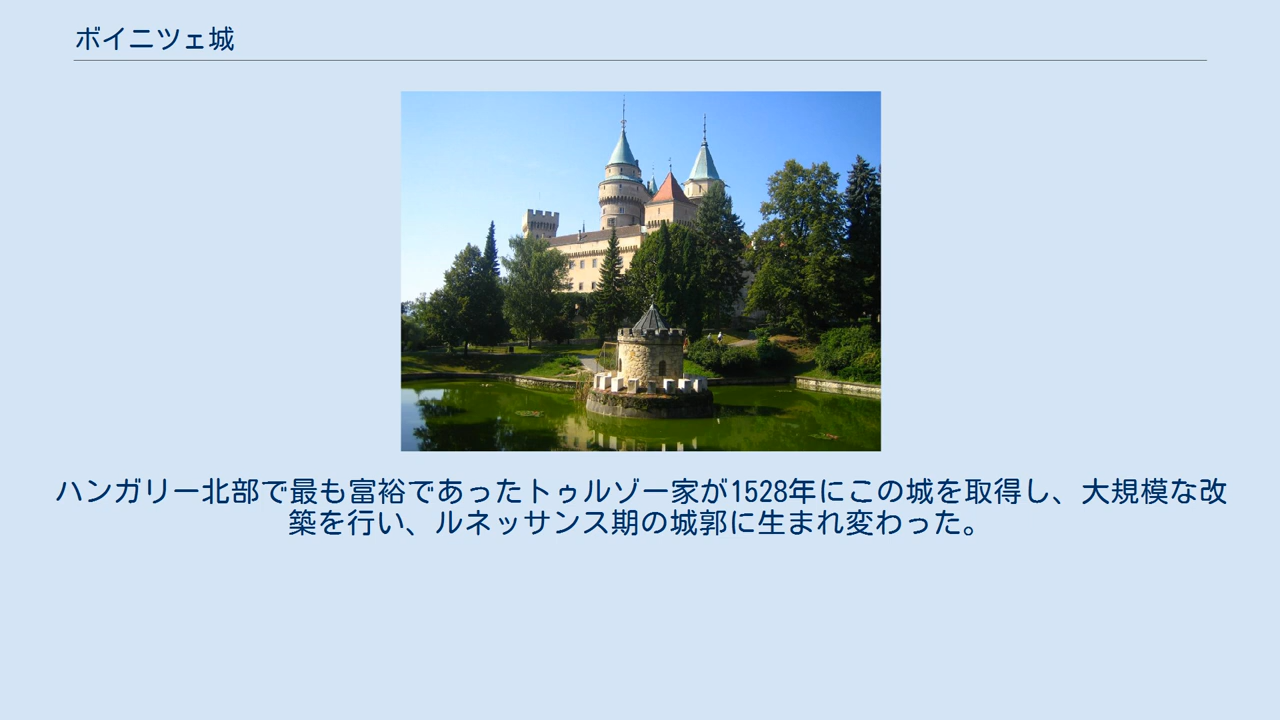 ボイニツェ城
ハンガリー北部で最も富裕であったトゥルゾー家が1528年にこの城を取得し、大規模な改
築を行い、ルネッサンス期の城郭に生まれ変わった。